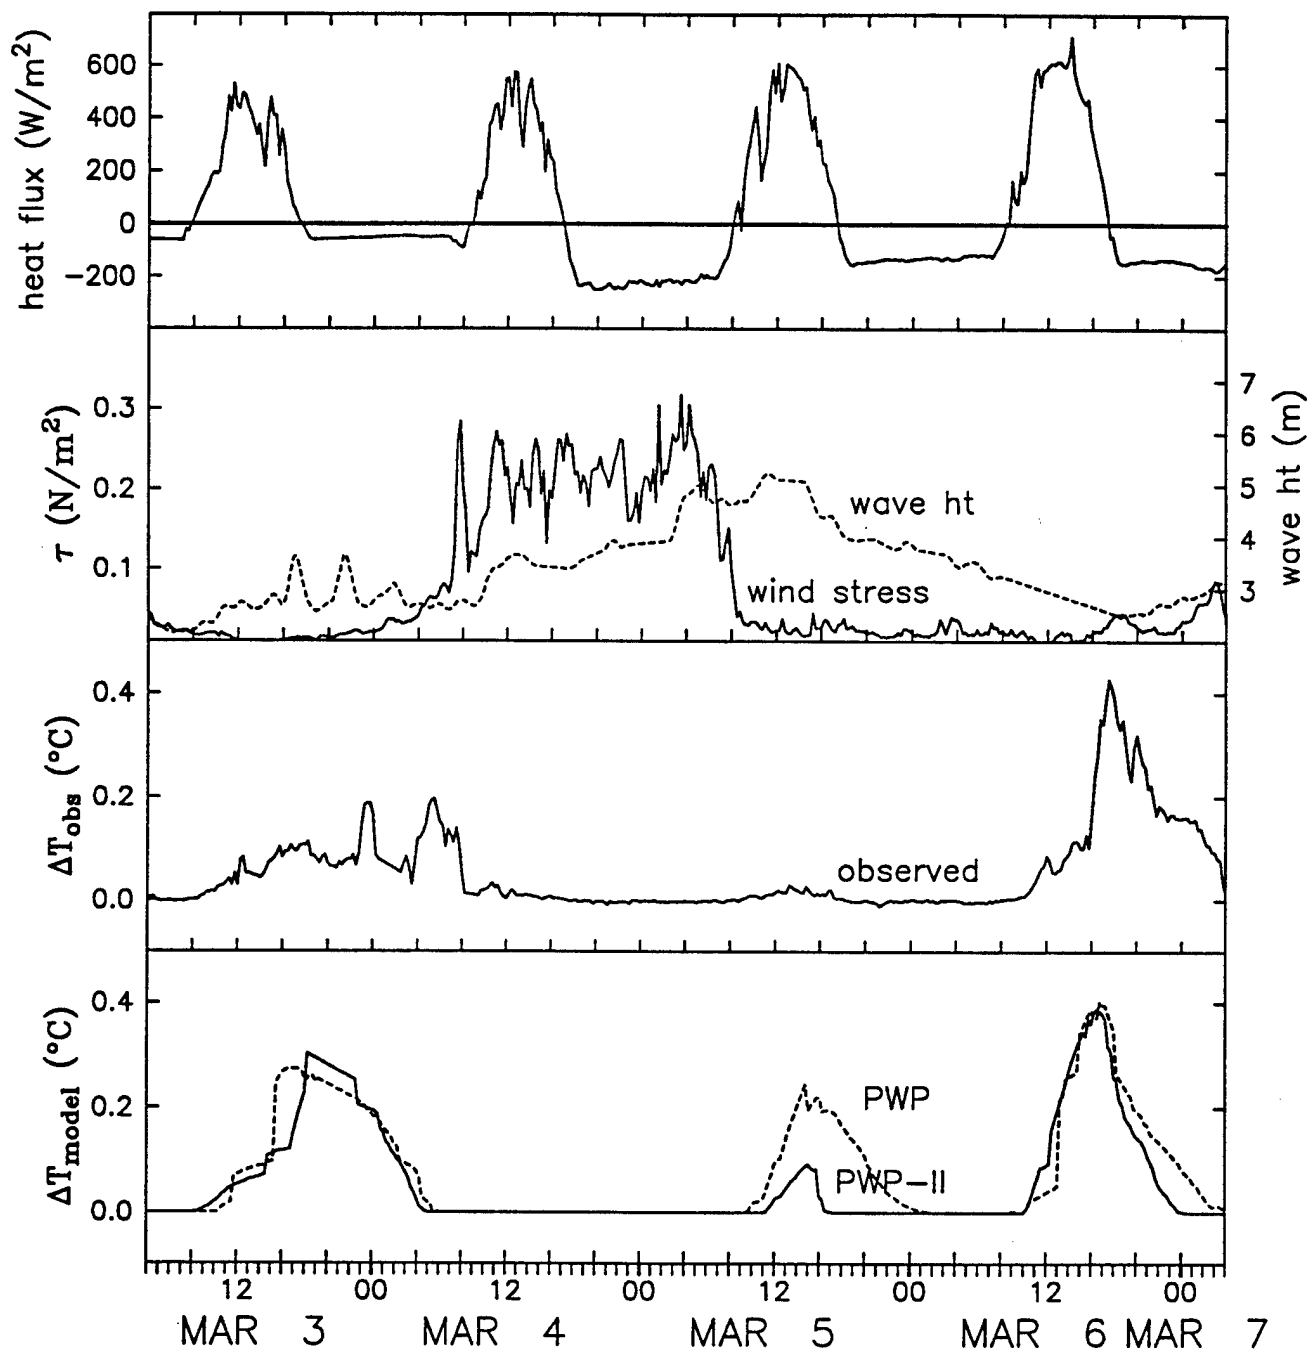 heat flux (W/m²)
600
400
200
0
−200
τ (N/m²)
0.3
0.2
0.1
7
6
5
4
3
wave ht (m)
wave ht
wind stress
ΔT_obs (°C)
0.4
0.2
0.0
observed
ΔT_model (°C)
0.4
0.2
0.0
PWP
PWP−II
12 00 12 00 12 00 12 00
MAR 3 MAR 4 MAR 5 MAR 6 MAR 7